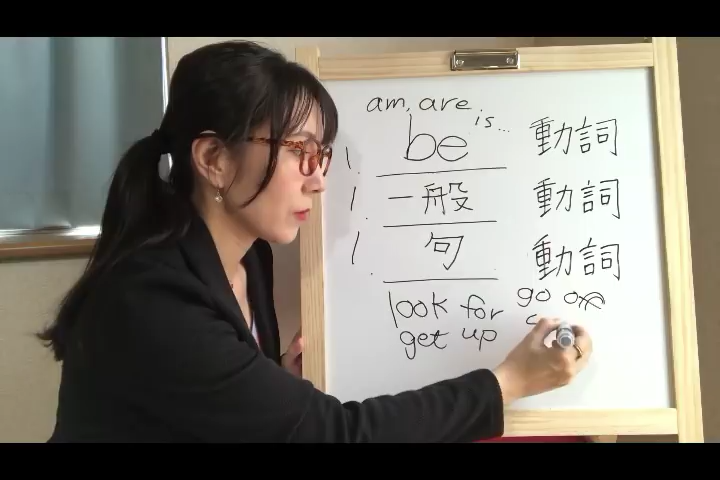 am, are
is...
1. be 動詞
1. 一般 動詞
1. 句 動詞
look for go off
get up